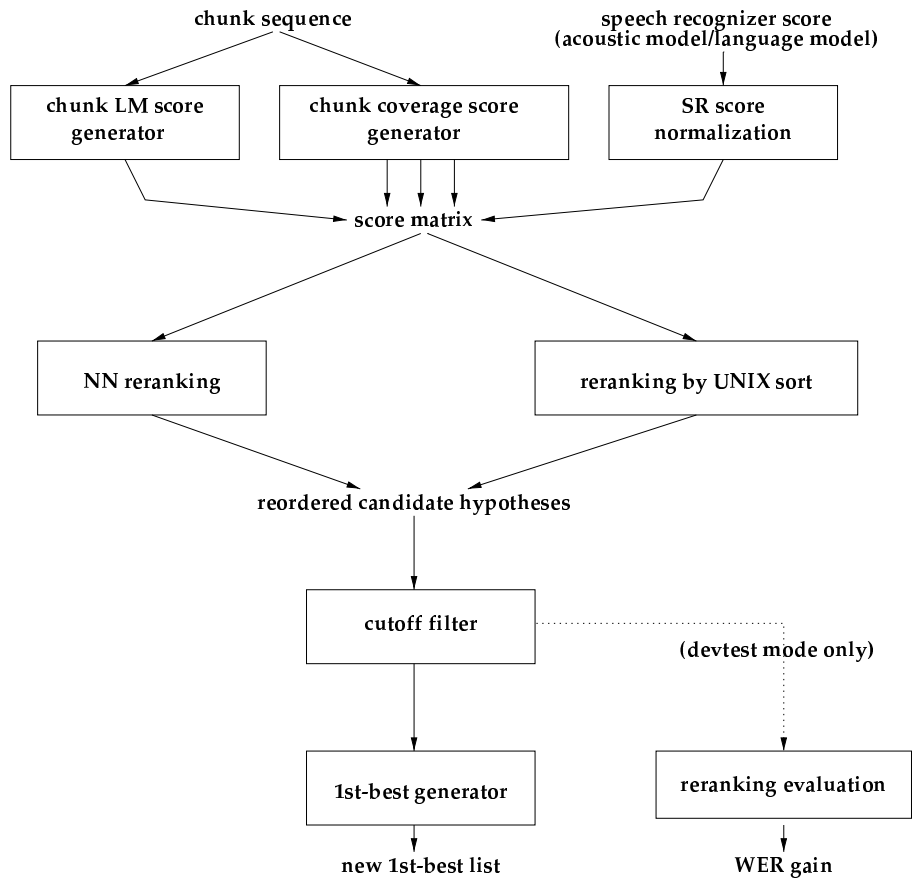 chunk sequence
speech recognizer score
(acoustic model/language model)
chunk LM score
generator
chunk coverage score
generator
SR score
normalization
score matrix
NN reranking
reranking by UNIX sort
reordered candidate hypotheses
cutoff filter
(devtest mode only)
1st-best generator
reranking evaluation
new 1st-best list
WER gain